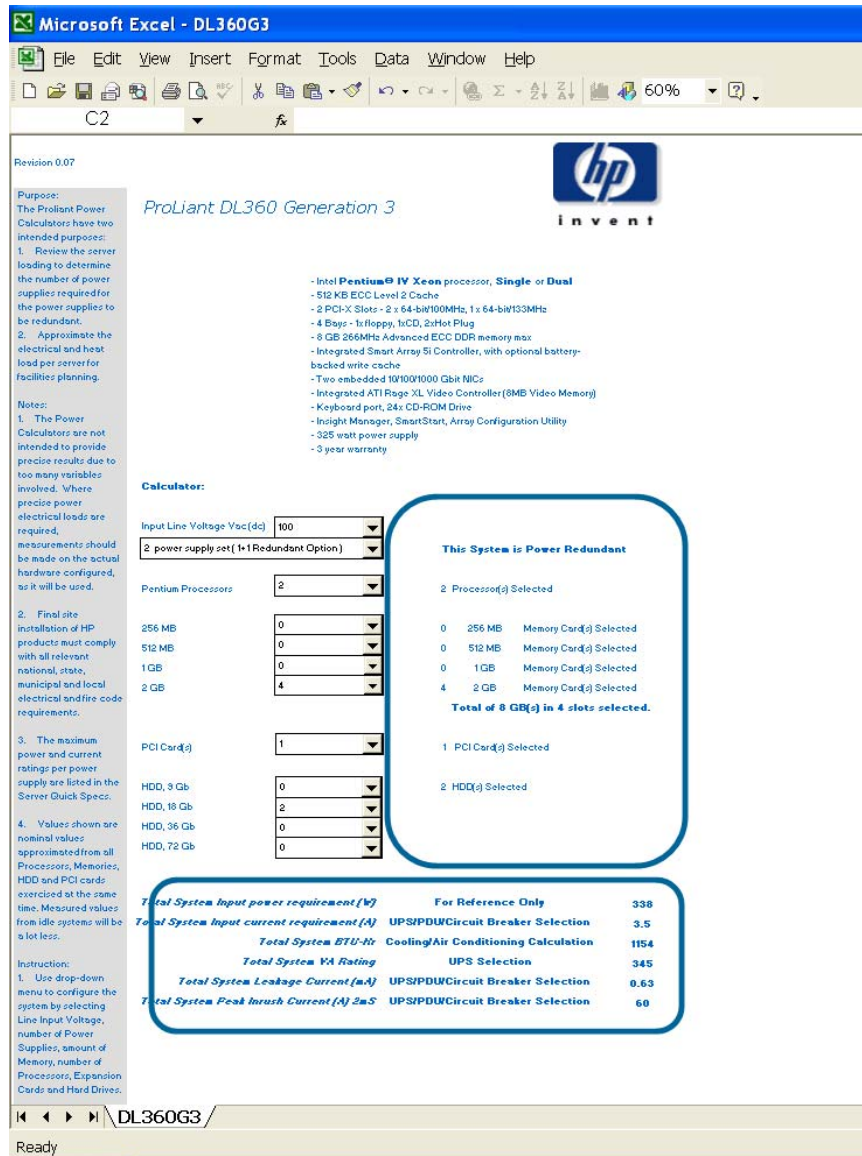 Microsoft Excel - DL360G3
File Edit View Insert Format Tools Data Window Help
60%
C2
fx
Revision 0.07
hp
invent
ProLiant DL360 Generation 3
Purpose:
The Proliant Power
Calculators have two
intended purposes:
1. Review the server
loading to determine
the number of power
supplies required for
the power supplies to
be redundant.
2. Approximate the
electrical and heat
load per server for
facilities planning.
Notes:
1. The Power
Calculators are not
intended to provide
precise results due to
too many variables
involved. Where
precise power
electrical loads are
required,
measurements should
be made on the actual
hardware configured,
as it will be used.
2. Final site
installation of HP
products must comply
with all relevant
national, state,
municipal and local
electrical and fire code
requirements.
3. The maximum
power and current
ratings per power
supply are listed in the
Server Quick Specs.
4. Values shown are
nominal values
approximated from all
Processors, Memories,
HDD and PCI cards
exercised at the same
time. Measured values
from idle systems will be
a lot less.
Instruction:
1. Use drop-down
menu to configure the
system by selecting
Line Input Voltage,
number of Power
Supplies, amount of
Memory, number of
Processors, Expansion
Cards and Hard Drives.
- Intel Pentium® IV Xeon processor, Single or Dual
- 512 KB ECC Level 2 Cache
- 2 PCI-X Slots - 2 x 64-bit/100MHz, 1 x 64-bit/133MHz
- 4 Bays - 1x floppy, 1xCD, 2xHot Plug
- 8 GB 266MHz Advanced ECC DDR memory max
- Integrated Smart Array 5i Controller, with optional battery-
backed write cache
- Two embedded 10/100/1000 Gbit NICs
- Integrated ATI Rage XL Video Controller (8MB Video Memory)
- Keyboard port, 24x CD-ROM Drive
- Insight Manager, SmartStart, Array Configuration Utility
- 325 watt power supply
- 3 year warranty
Calculator:
Input Line Voltage Vac(dc) 100
2 power supply set ( 1+1 Redundant Option ) This System is Power Redundant
Pentium Processors 2 2 Processor(s) Selected
256 MB 0 0 256 MB Memory Card(s) Selected
512 MB 0 0 512 MB Memory Card(s) Selected
1 GB 0 0 1 GB Memory Card(s) Selected
2 GB 4 4 2 GB Memory Card(s) Selected
Total of 8 GB(s) in 4 slots selected.
PCI Card(s) 1 1 PCI Card(s) Selected
HDD, 9 Gb 0 2 HDD(s) Selected
HDD, 18 Gb 2
HDD, 36 Gb 0
HDD, 72 Gb 0
Total System Input power requirement (W) For Reference Only 338
Total System Input current requirement (A) UPS/PDU/Circuit Breaker Selection 3.5
Total System BTU-Hr Cooling/Air Conditioning Calculation 1154
Total System VA Rating UPS Selection 345
Total System Leakage Current (mA) UPS/PDU/Circuit Breaker Selection 0.63
Total System Peak Inrush Current (A) 2mS UPS/PDU/Circuit Breaker Selection 60
DL360G3
Ready